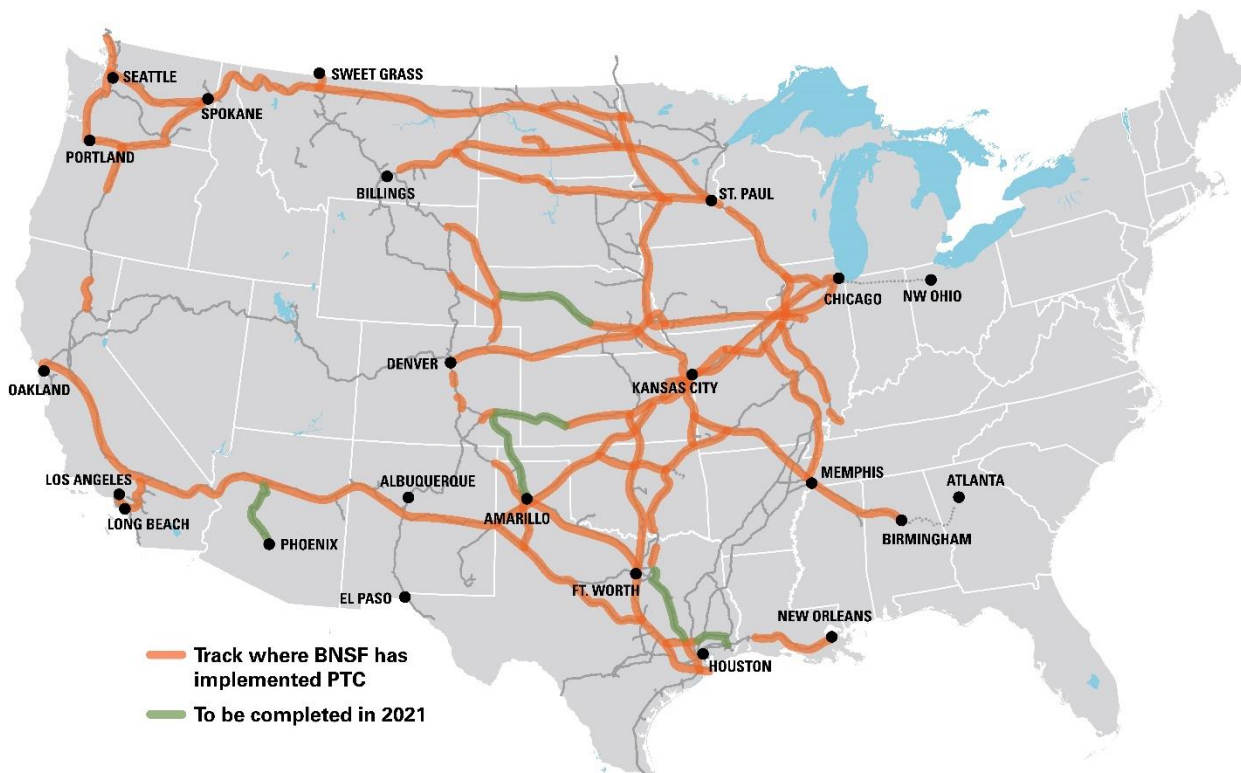 SWEET GRASS
SEATTLE
SPOKANE
PORTLAND
BILLINGS
ST. PAUL
CHICAGO
NW OHIO
DENVER
OAKLAND
KANSAS CITY
LOS ANGELES
ALBUQUERQUE
MEMPHIS
ATLANTA
LONG BEACH
AMARILLO
BIRMINGHAM
PHOENIX
FT. WORTH
EL PASO
NEW ORLEANS
HOUSTON
Track where BNSF has
implemented PTC
To be completed in 2021